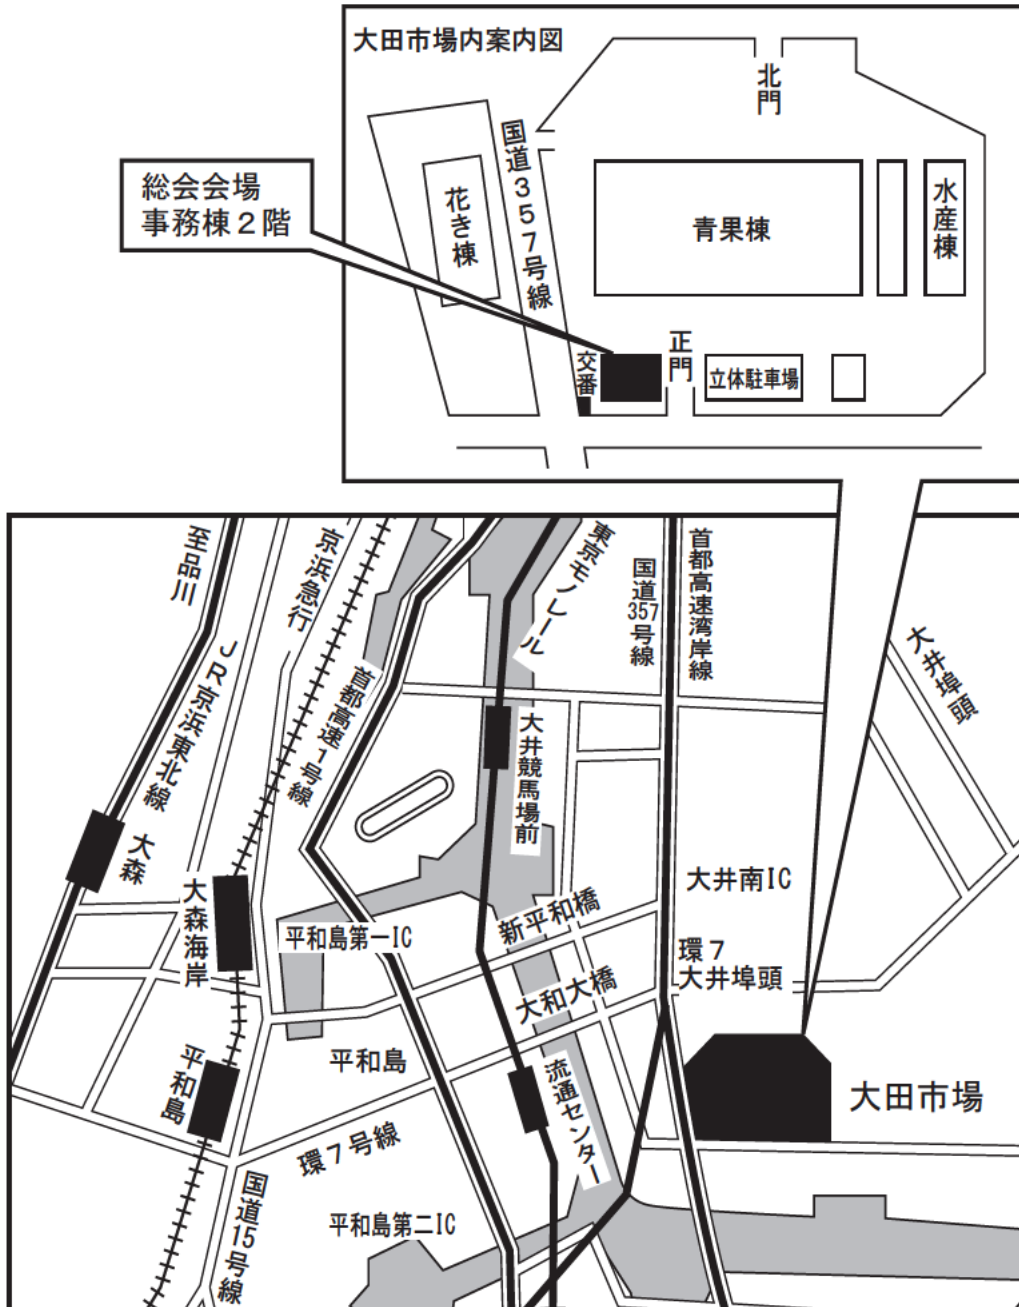 大田市場内案内図
北門
国道357号線
総会会場
事務棟2階
花き棟
青果棟
水産棟
交番
正門
立体駐車場
至品川
京浜急行
東京モノレール
国道357号線
首都高速湾岸線
大井埠頭
JR京浜東北線
首都高速1号線
大井競馬場前
大森
大森海岸
平和島第一IC
新平和橋
大井南IC
環7
大井埠頭
大和大橋
平和島
平和島
流通センター
大田市場
環7号線
国道15号線
平和島第二IC